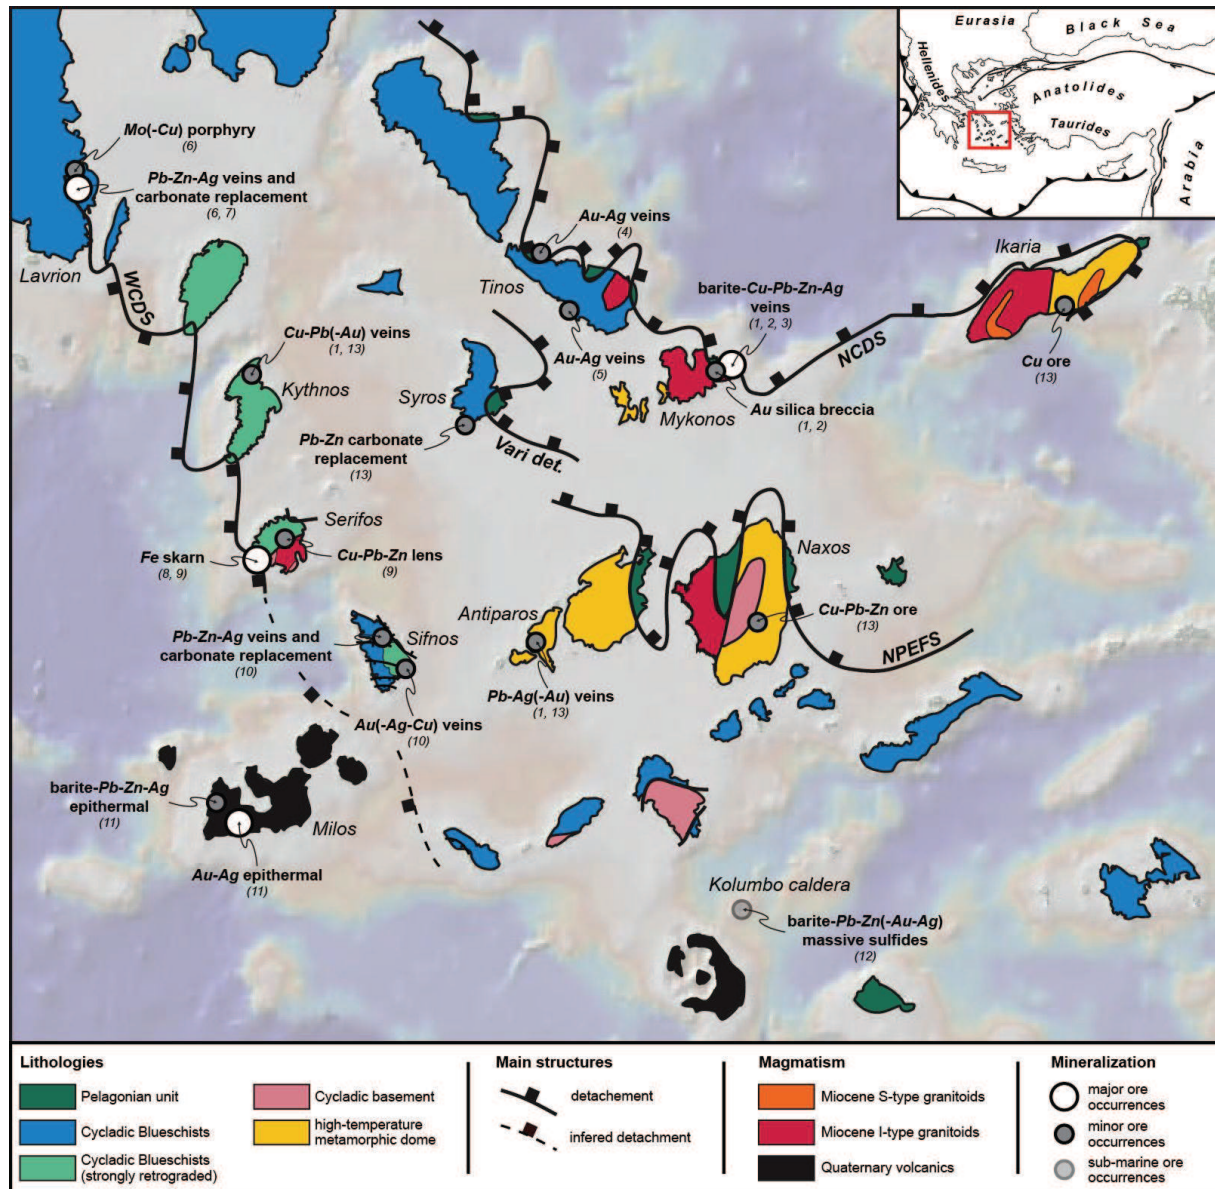 Eurasia
Black Sea
Hellenides
Anatolides
Taurides
Arabia
Mo(-Cu) porphyry
(6)
Pb-Zn-Ag veins and
carbonate replacement
(6, 7)
Lavrion
WCDS
Au-Ag veins
(4)
Tinos
barite-Cu-Pb-Zn-Ag
veins
(1, 2, 3)
Ikaria
NCDS
Cu ore
(13)
Cu-Pb(-Au) veins
(1, 13)
Kythnos
Au-Ag veins
(5)
Syros
Mykonos
Au silica breccia
(1, 2)
Pb-Zn carbonate
replacement
(13)
Vari det.
Serifos
Fe skarn
(8, 9)
Cu-Pb-Zn lens
(9)
Naxos
Antiparos
Cu-Pb-Zn ore
(13)
Pb-Zn-Ag veins and
carbonate replacement
(10)
Sifnos
NPEFS
Pb-Ag(-Au) veins
(1, 13)
Au(-Ag-Cu) veins
(10)
barite-Pb-Zn-Ag
epithermal
(11)
Milos
Au-Ag epithermal
(11)
Kolumbo caldera
barite-Pb-Zn(-Au-Ag)
massive sulfides
(12)
Lithologies
Pelagonian unit
Cycladic Blueschists
Cycladic Blueschists
(strongly retrograded)
Cycladic basement
high-temperature
metamorphic dome
Main structures
detachement
infered detachment
Magmatism
Miocene S-type granitoids
Miocene I-type granitoids
Quaternary volcanics
Mineralization
major ore
occurrences
minor ore
occurrences
sub-marine ore
occurrences